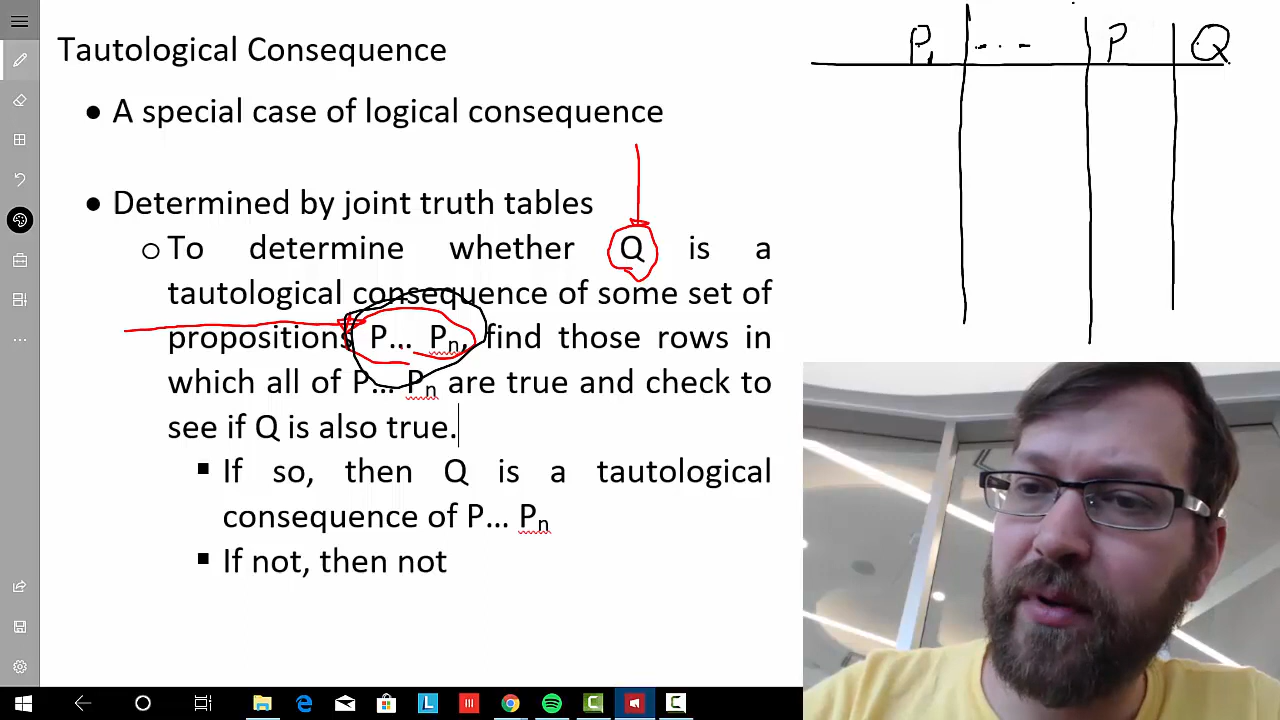 Tautological Consequence
• A special case of logical consequence
• Determined by joint truth tables
o To determine whether Q is a
tautological consequence of some set of
propositions P... Pn, find those rows in
which all of P... Pn are true and check to
see if Q is also true.
▪ If so, then Q is a tautological
consequence of P... Pn
▪ If not, then not
P1 ... P Q